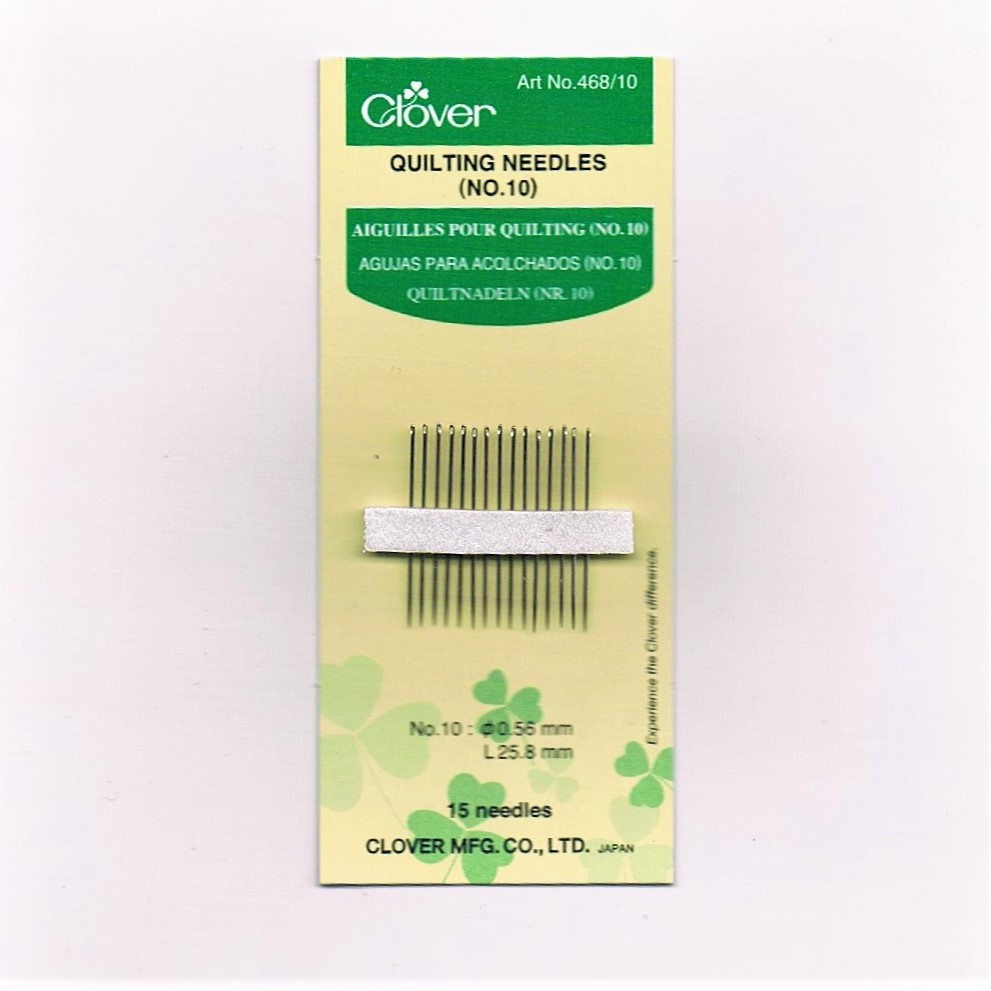 Clover
Art No.468/10
QUILTING NEEDLES
(NO.10)
AIGUILLES POUR QUILTING (NO.10)
AGUJAS PARA ACOLCHADOS (NO.10)
QUILTNADELN (NR.10)
Experience the Clover difference.
No.10 : φ0.56 mm
L 25.8 mm
15 needles
CLOVER MFG. CO., LTD. JAPAN